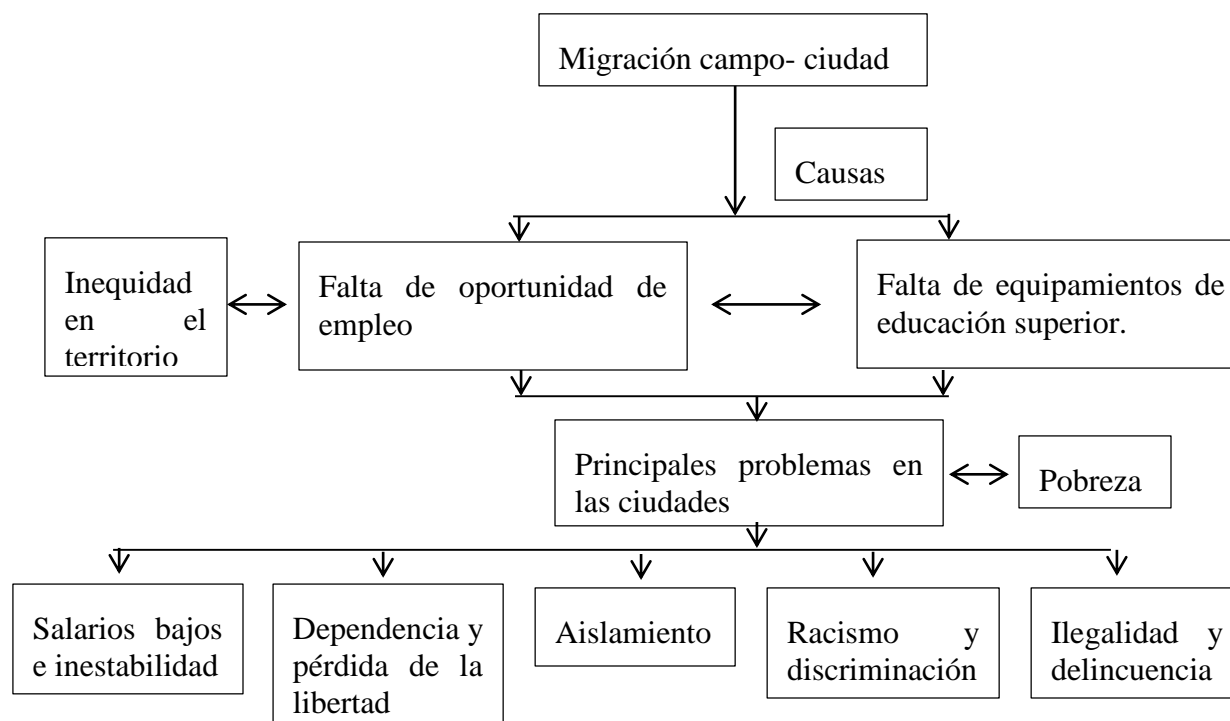 Migración campo- ciudad
Causas
Inequidad
en el
territorio
Falta de oportunidad de
empleo
Falta de equipamientos de
educación superior.
Principales problemas en
las ciudades
Pobreza
Salarios bajos
e inestabilidad
Dependencia y
pérdida de la
libertad
Aislamiento
Racismo y
discriminación
Ilegalidad y
delincuencia